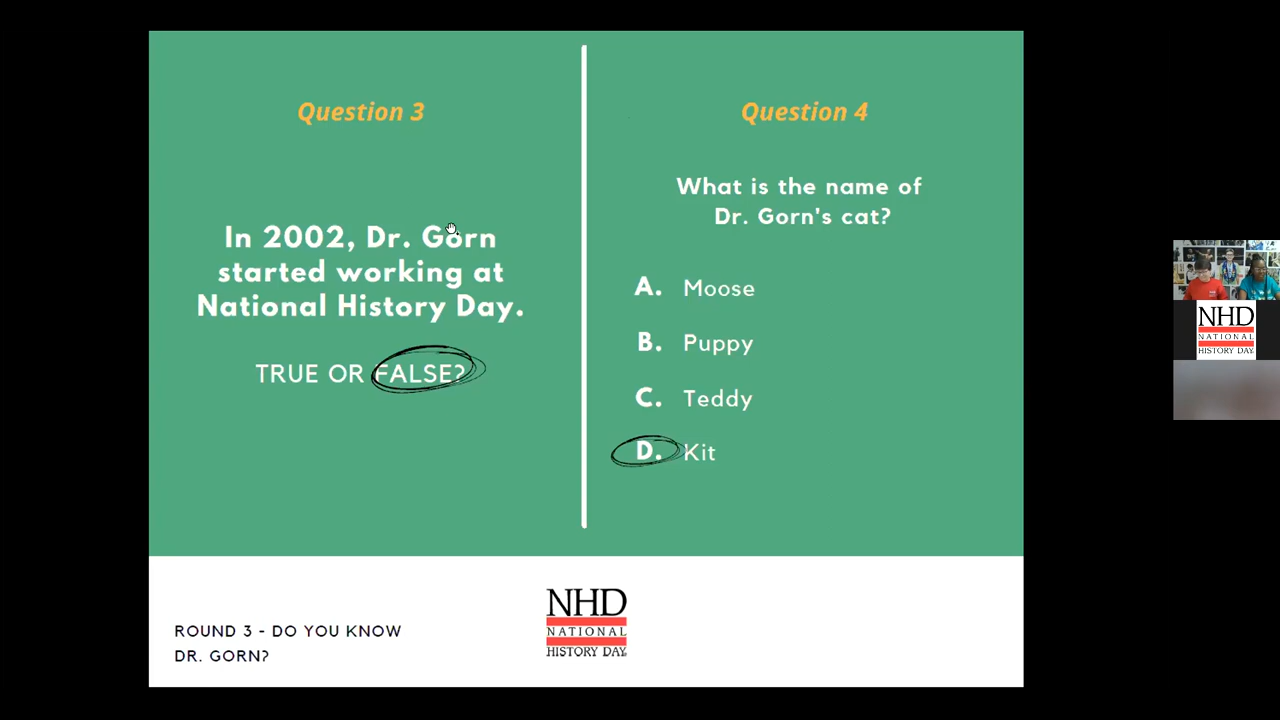 Question 3
In 2002, Dr. Gorn
started working at
National History Day.
TRUE OR FALSE?
Question 4
What is the name of
Dr. Gorn's cat?
A. Moose
B. Puppy
C. Teddy
D. Kit
ROUND 3 - DO YOU KNOW
DR. GORN?
NHD
NATIONAL
HISTORY DAY
NHD
NATIONAL
HISTORY DAY